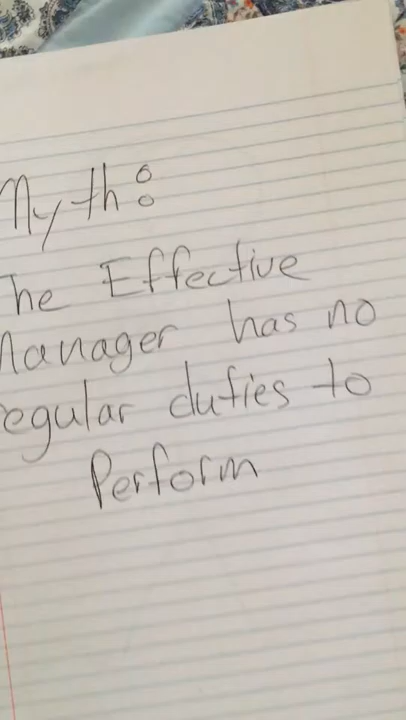 Myth:
The Effective
Manager has no
regular duties to
Perform